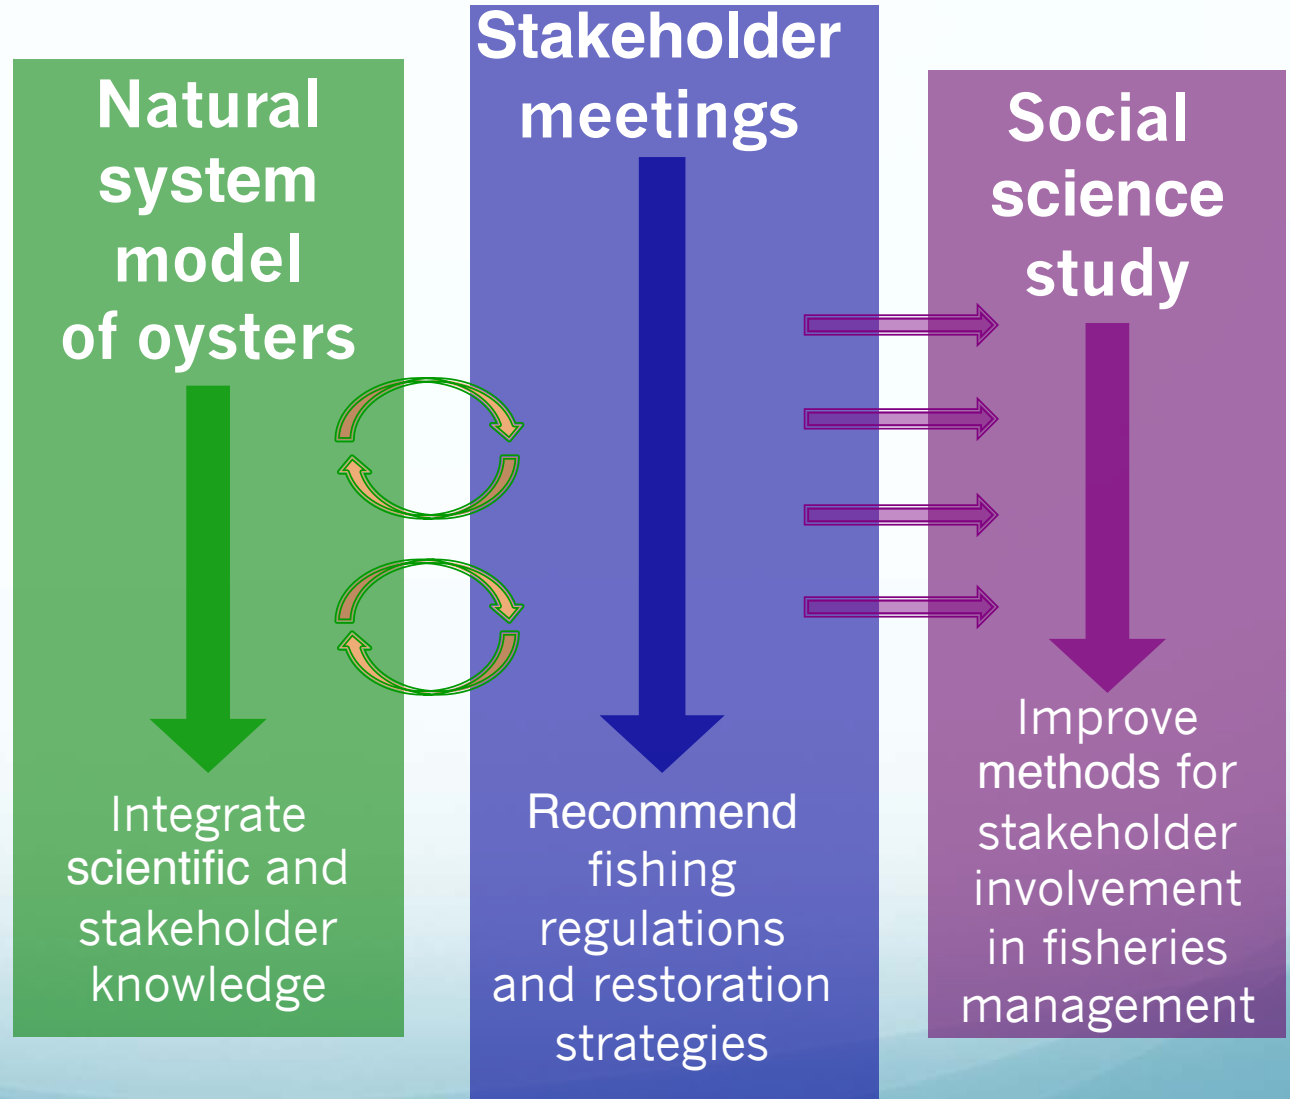 Natural
system
model
of oysters
Integrate
scientific and
stakeholder
knowledge
Stakeholder
meetings
Recommend
fishing
regulations
and restoration
strategies
Social
science
study
Improve
methods for
stakeholder
involvement
in fisheries
management